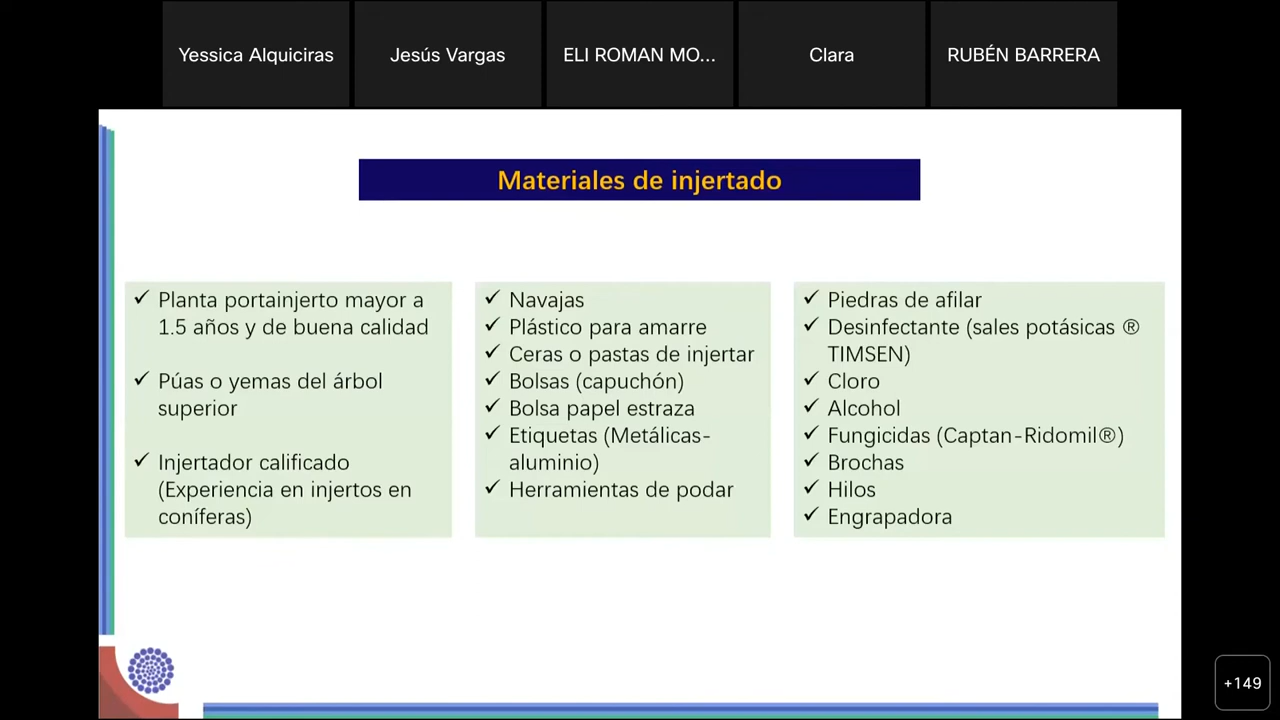 Yessica Alquiciras
Jesús Vargas
ELI ROMAN MO...
Clara
RUBÉN BARRERA
Materiales de injertado
✓ Planta portainjerto mayor a
1.5 años y de buena calidad
✓ Púas o yemas del árbol
superior
✓ Injertador calificado
(Experiencia en injertos en
coníferas)
✓ Navajas
✓ Plástico para amarre
✓ Ceras o pastas de injertar
✓ Bolsas (capuchón)
✓ Bolsa papel estraza
✓ Etiquetas (Metálicas-
aluminio)
✓ Herramientas de podar
✓ Piedras de afilar
✓ Desinfectante (sales potásicas ®
TIMSEN)
✓ Cloro
✓ Alcohol
✓ Fungicidas (Captan-Ridomil®)
✓ Brochas
✓ Hilos
✓ Engrapadora
+149